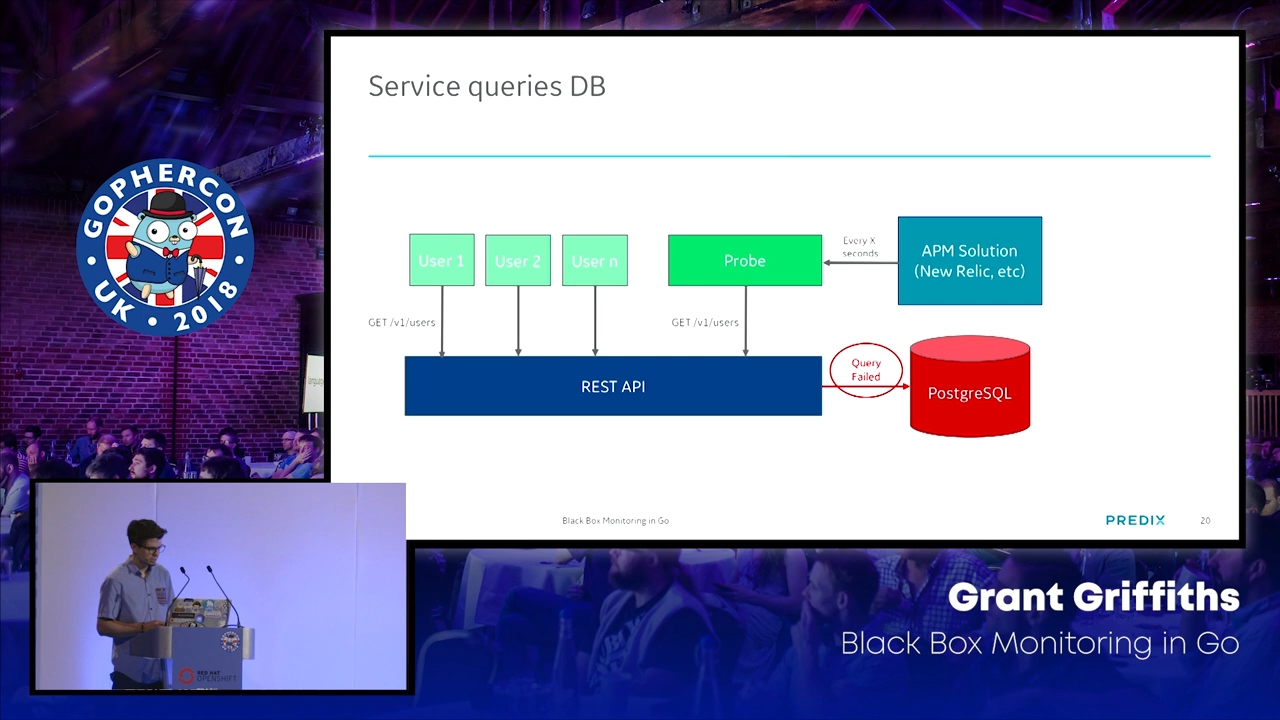 Service queries DB
User 1
User 2
User n
Probe
Every X
seconds
APM Solution
(New Relic, etc)
GET /v1/users
GET /v1/users
REST API
Query
Failed
PostgreSQL
Black Box Monitoring in Go
PREDIX
20
GOPHERCON
UK • 2018
RED HAT
OPENSHIFT
Grant Griffiths
Black Box Monitoring in Go